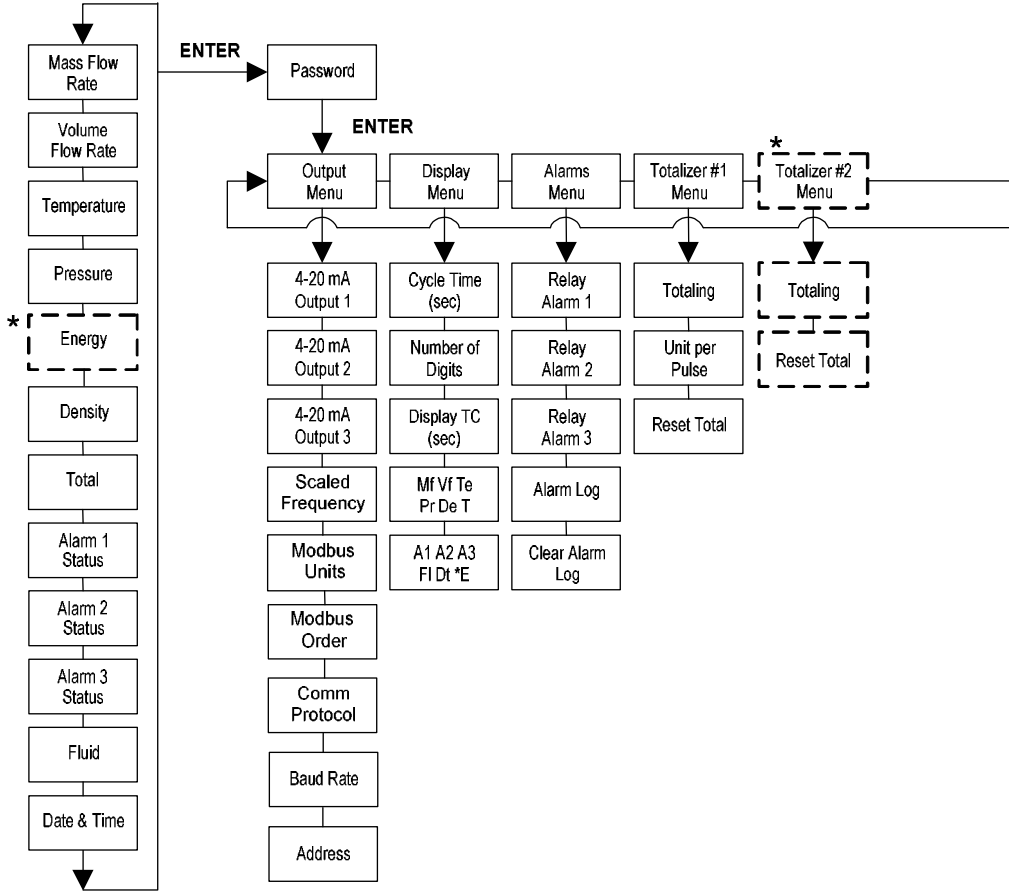 Mass Flow
Rate
Volume
Flow Rate
Temperature
Pressure
*
Energy
Density
Total
Alarm 1
Status
Alarm 2
Status
Alarm 3
Status
Fluid
Date & Time
ENTER
Password
ENTER
Output
Menu
4-20 mA
Output 1
4-20 mA
Output 2
4-20 mA
Output 3
Scaled
Frequency
Modbus
Units
Modbus
Order
Comm
Protocol
Baud Rate
Address
Display
Menu
Cycle Time
(sec)
Number of
Digits
Display TC
(sec)
Mf Vf Te
Pr De T
A1 A2 A3
Fl Dt *E
Alarms
Menu
Relay
Alarm 1
Relay
Alarm 2
Relay
Alarm 3
Alarm Log
Clear Alarm
Log
Totalizer #1
Menu
Totaling
Unit per
Pulse
Reset Total
*
Totalizer #2
Menu
Totaling
Reset Total